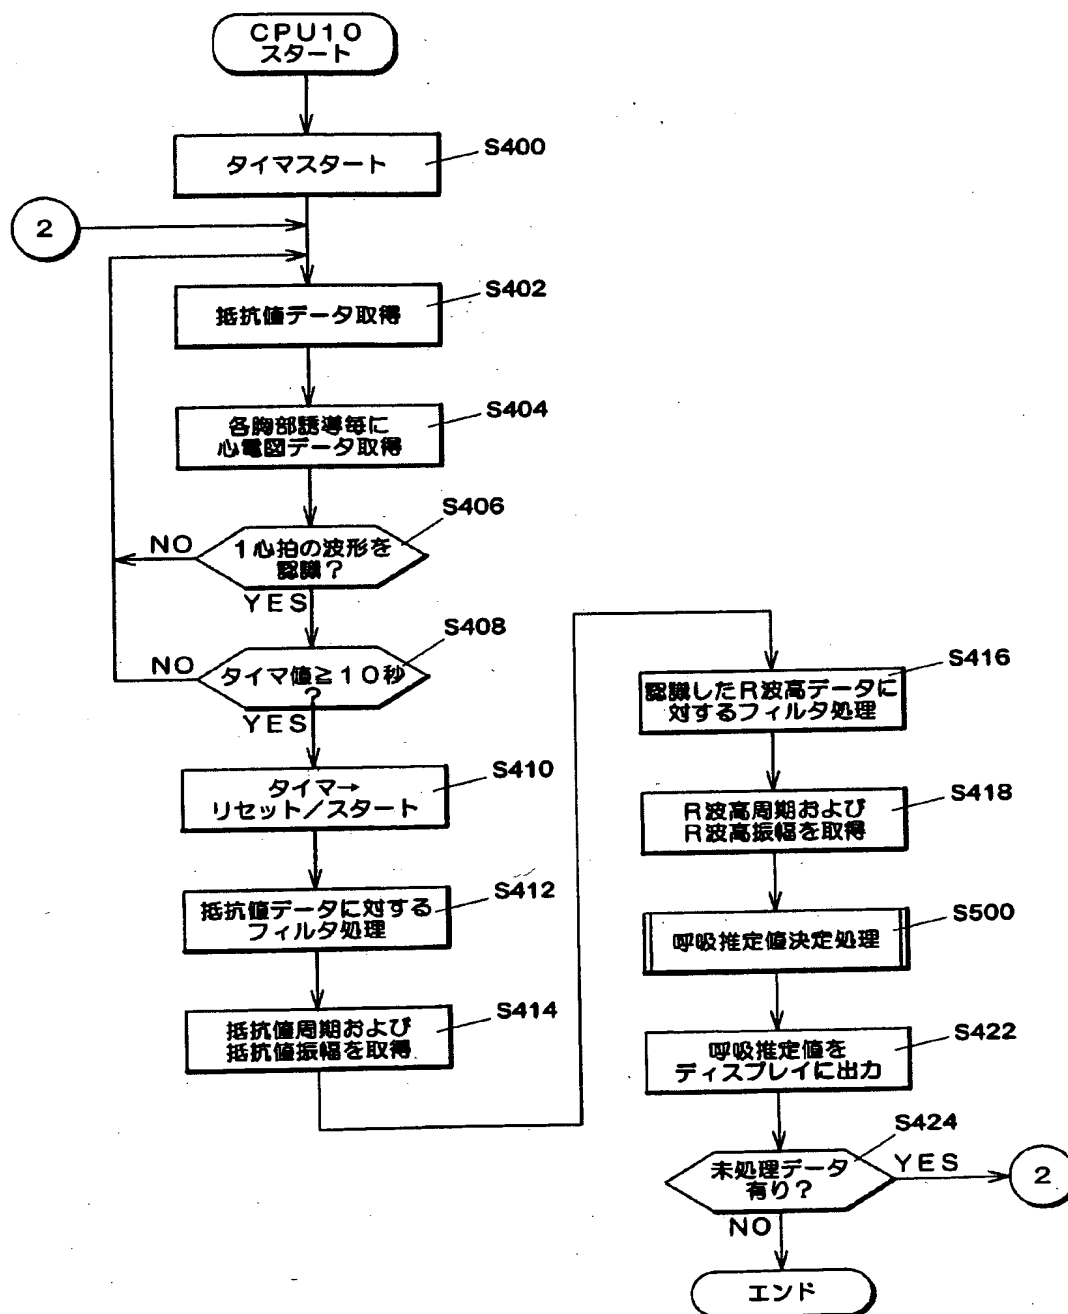 CPU10
スタート
タイマスタート
S400
2
抵抗値データ取得
S402
各胸部誘導毎に
心電図データ取得
S404
1心拍の波形を
認識？
S406
NO
YES
タイマ値≧10秒
？
S408
NO
YES
タイマ→
リセット／スタート
S410
抵抗値データに対する
フィルタ処理
S412
抵抗値周期および
抵抗値振幅を取得
S414
認識したR波高データに
対するフィルタ処理
S416
R波高周期および
R波高振幅を取得
S418
呼吸推定値決定処理
S500
呼吸推定値を
ディスプレイに出力
S422
未処理データ
有り？
S424
YES
2
NO
エンド